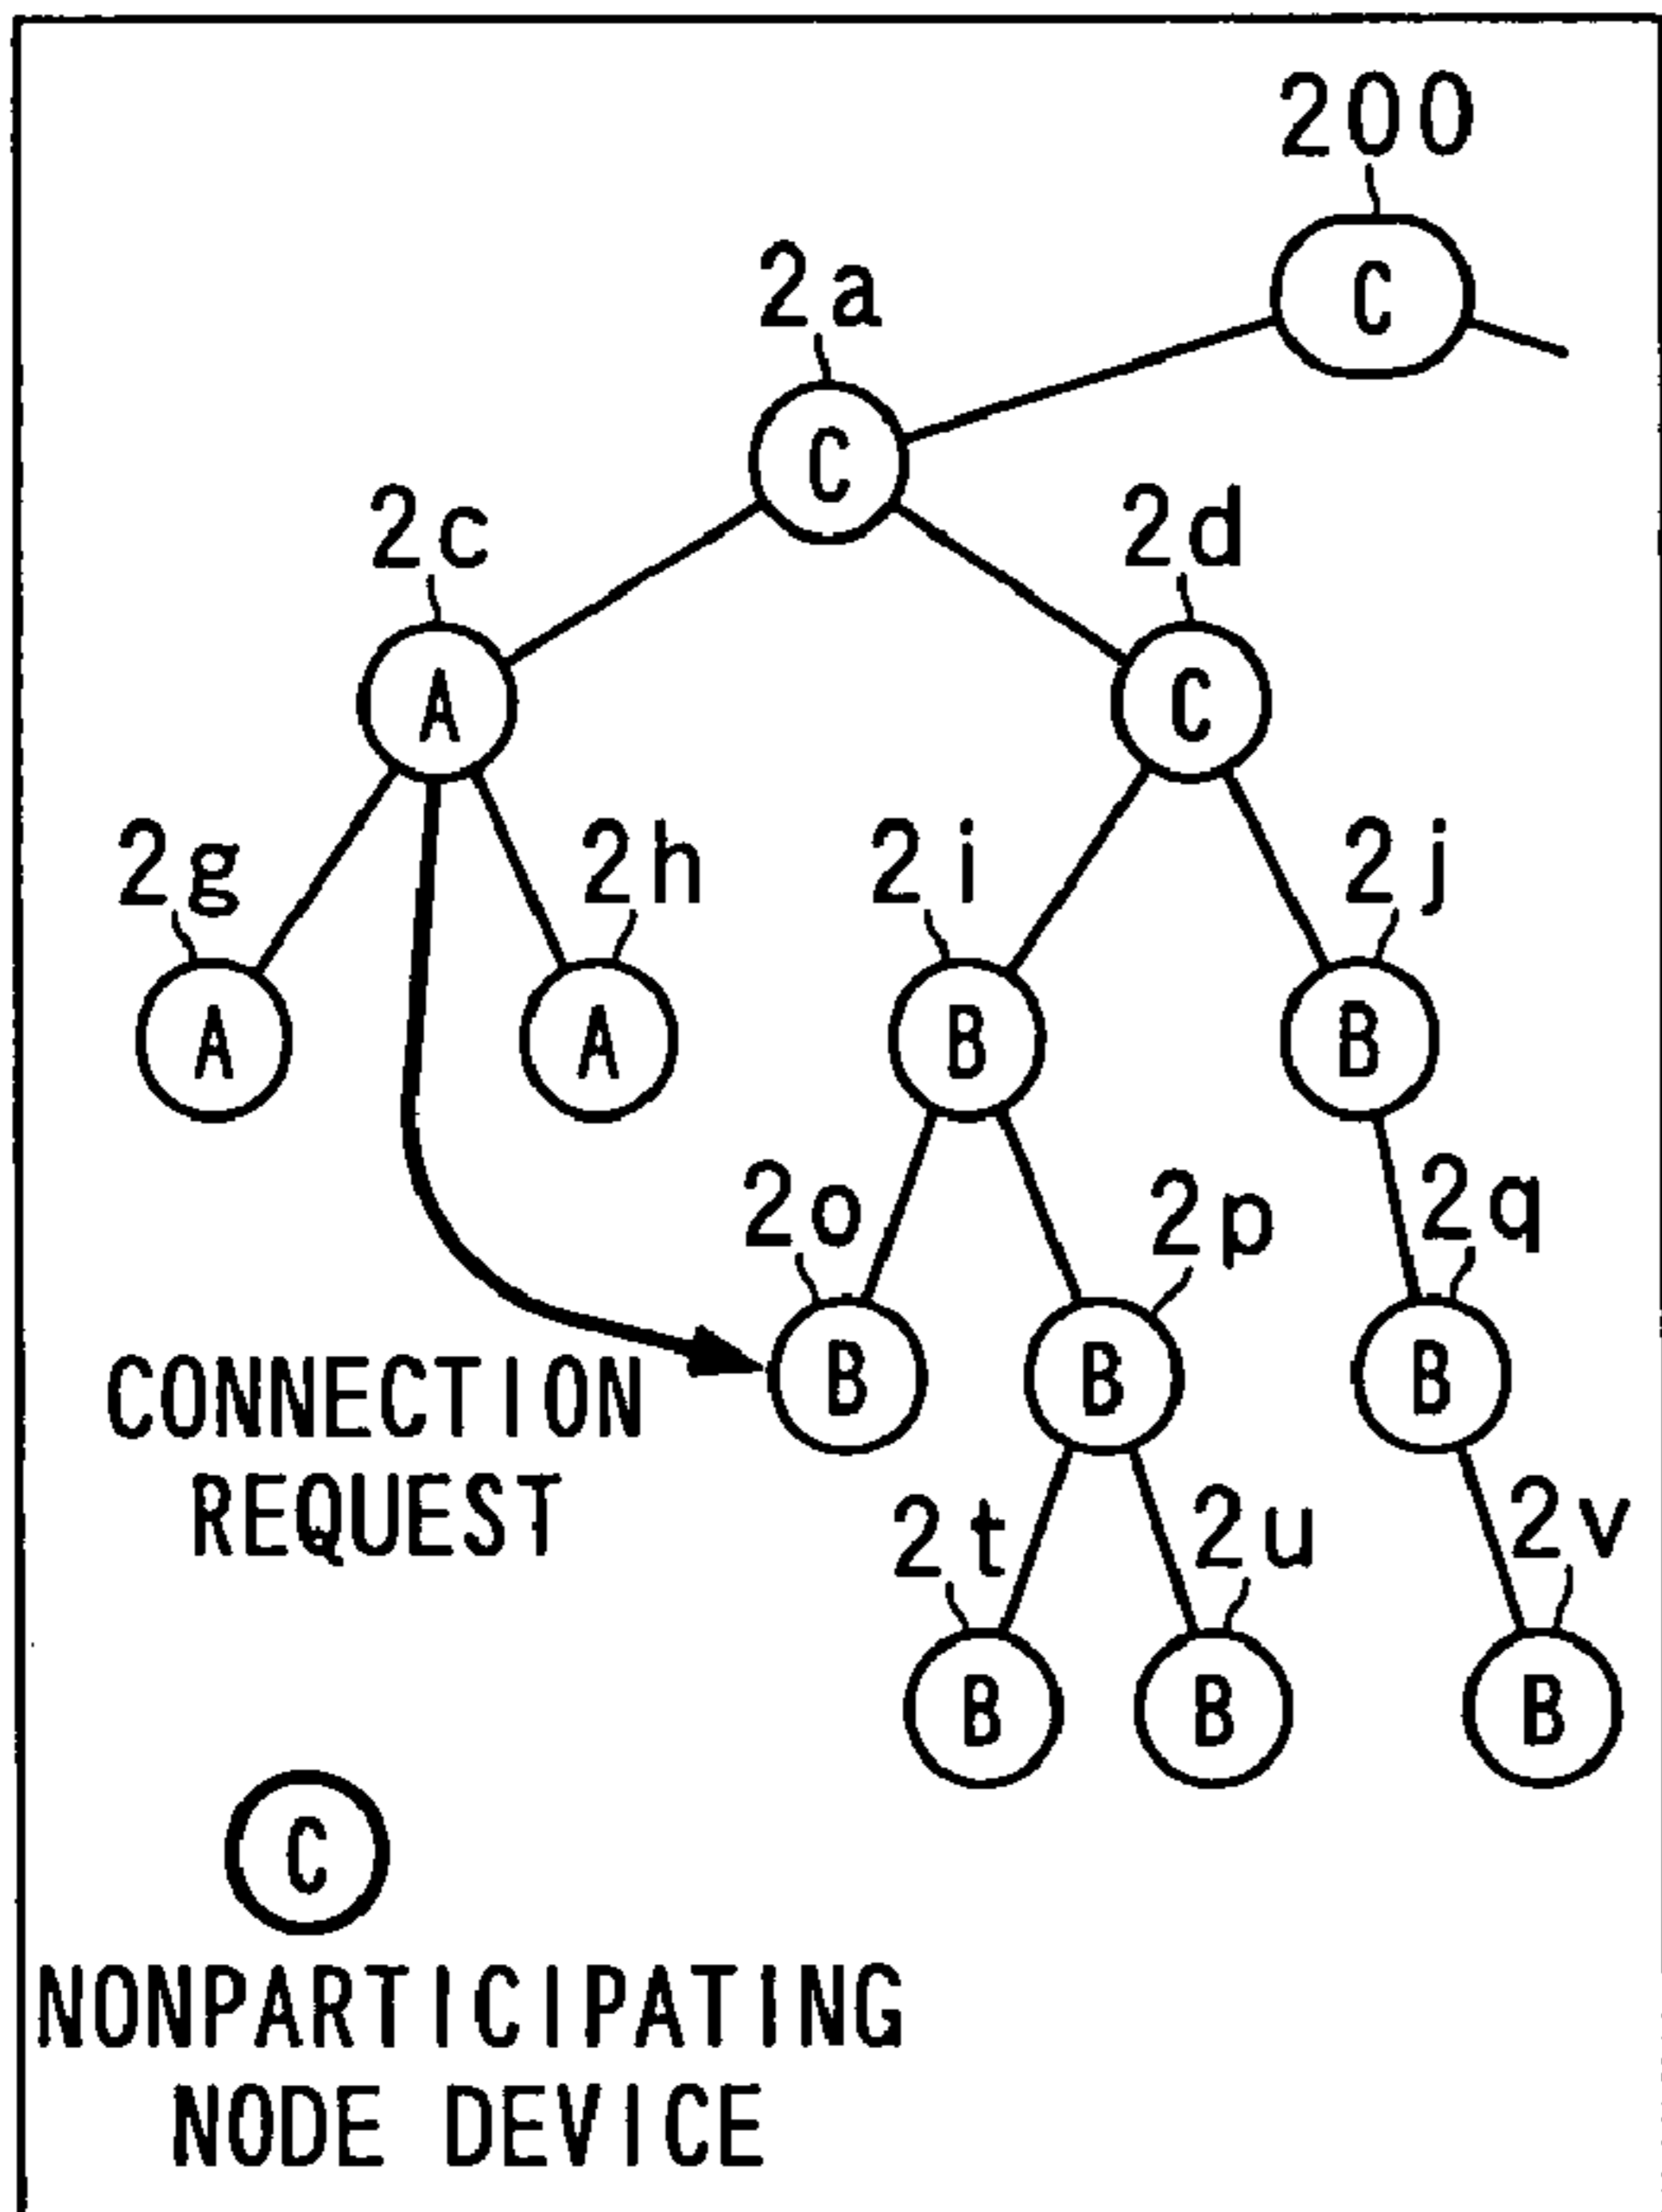 200
C
2a
C
2c
2d
A
C
2g
2h
2i
2j
A
A
B
B
2o
2p
2q
B
B
B
CONNECTION
REQUEST
2t
2u
2v
B
B
B
C
NONPARTICIPATING
NODE DEVICE